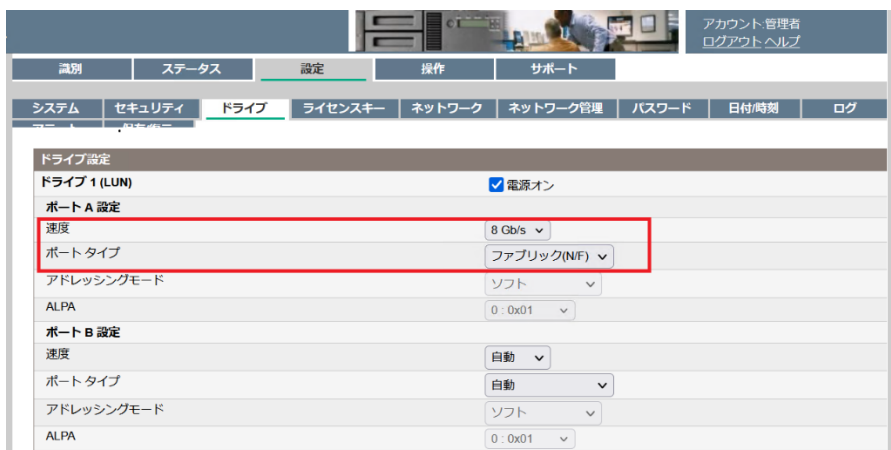 アカウント:管理者
ログアウト ヘルプ
識別 ステータス 設定 操作 サポート
システム セキュリティ ドライブ ライセンスキー ネットワーク ネットワーク管理 パスワード 日付/時刻 ログ
ドライブ設定
ドライブ 1 (LUN) 電源オン
ポート A 設定
速度 8 Gb/s
ポート タイプ ファブリック(N/F)
アドレッシングモード ソフト
ALPA 0 : 0x01
ポート B 設定
速度 自動
ポート タイプ 自動
アドレッシングモード ソフト
ALPA 0 : 0x01